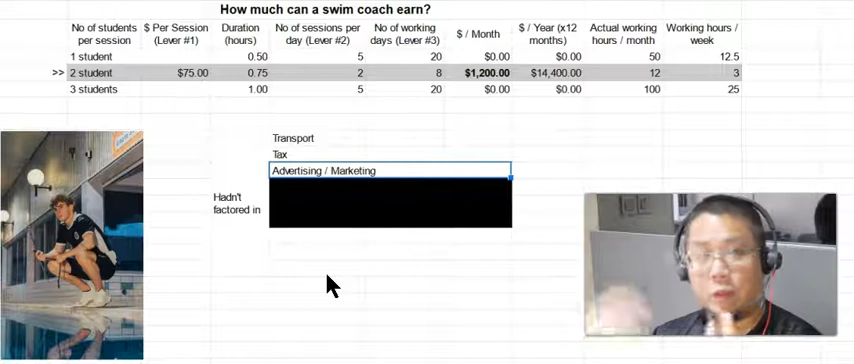 How much can a swim coach earn?
No of students per session $ Per Session (Lever #1) Duration (hours) No of sessions per day (Lever #2) No of working days (Lever #3) $ / Month $ / Year (x12 months) Actual working hours / month Working hours / week
1 student 0.50 5 20 $0.00 $0.00 50 12.5
>> 2 student $75.00 0.75 2 8 $1,200.00 $14,400.00 12 3
3 students 1.00 5 20 $0.00 $0.00 100 25
Transport
Tax
Advertising / Marketing
Hadn't
factored in